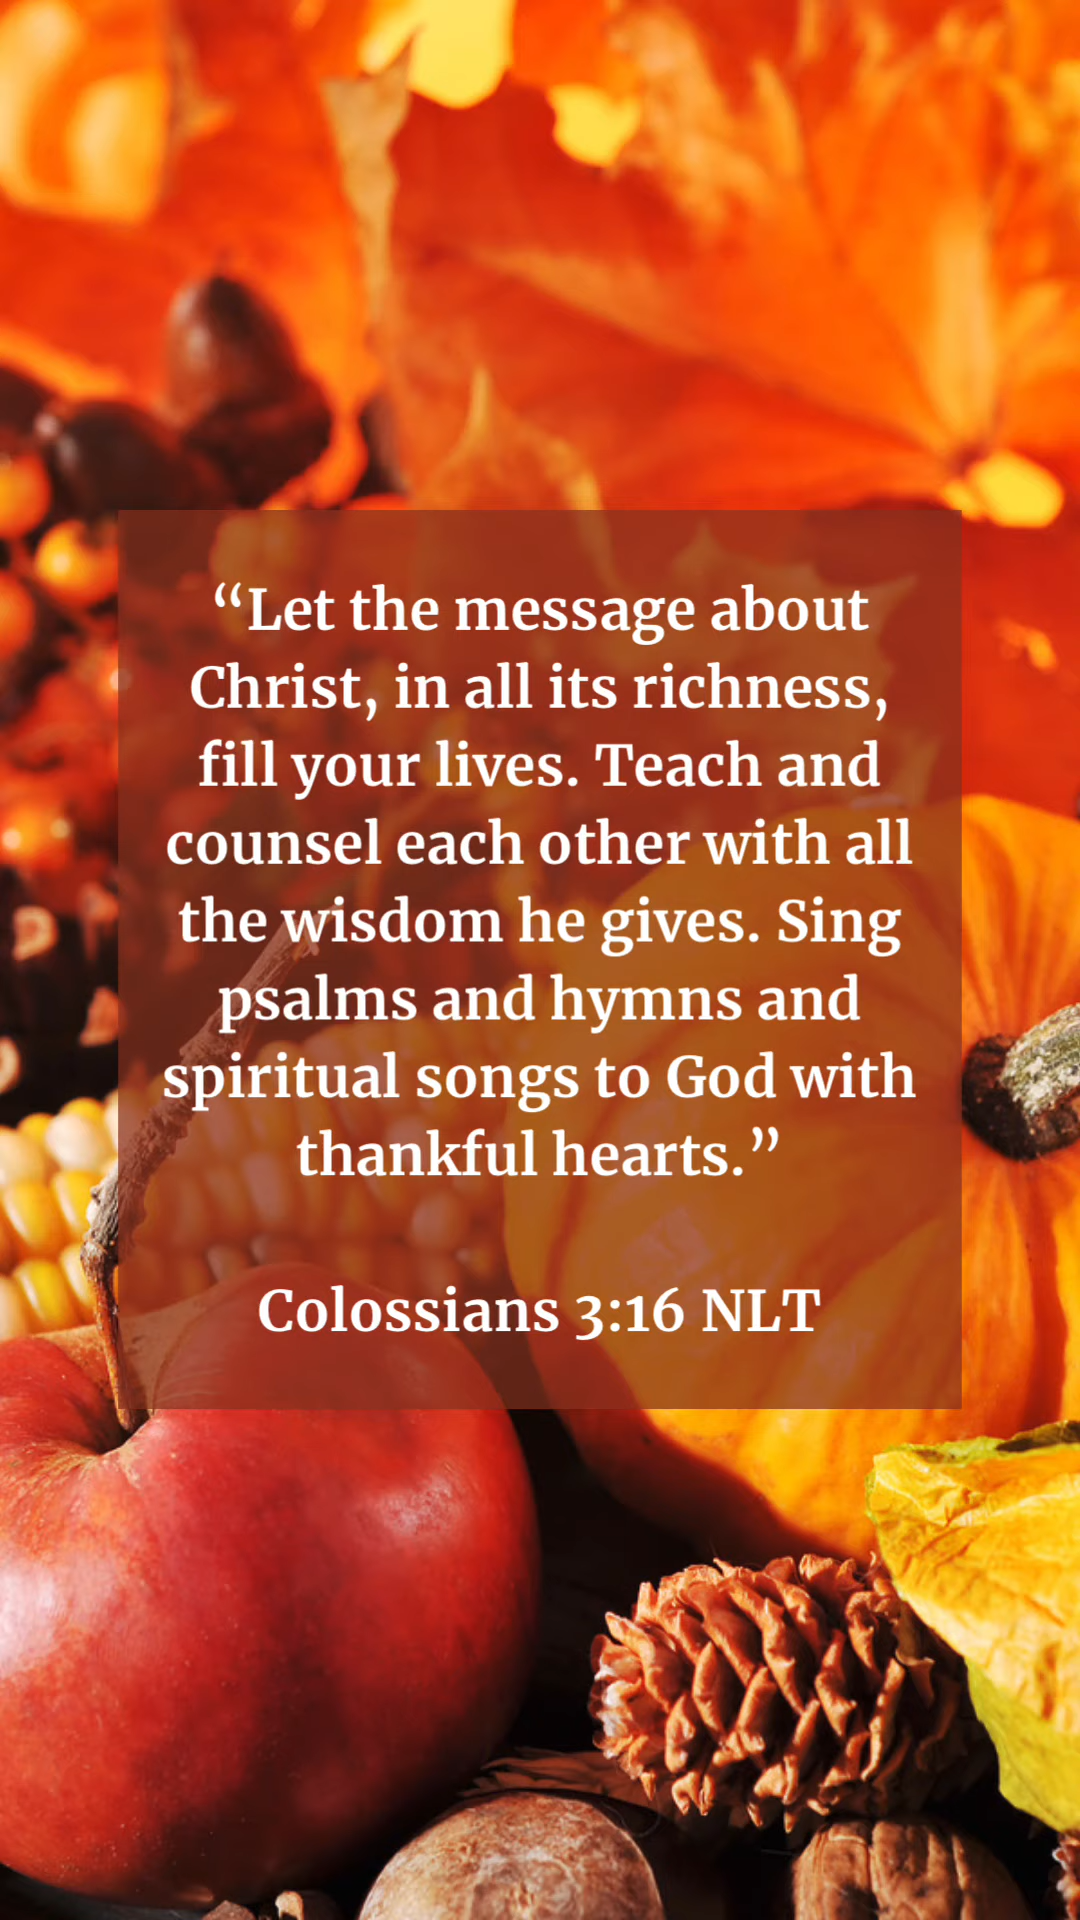 “Let the message about
Christ, in all its richness,
fill your lives. Teach and
counsel each other with all
the wisdom he gives. Sing
psalms and hymns and
spiritual songs to God with
thankful hearts.”
Colossians 3:16 NLT